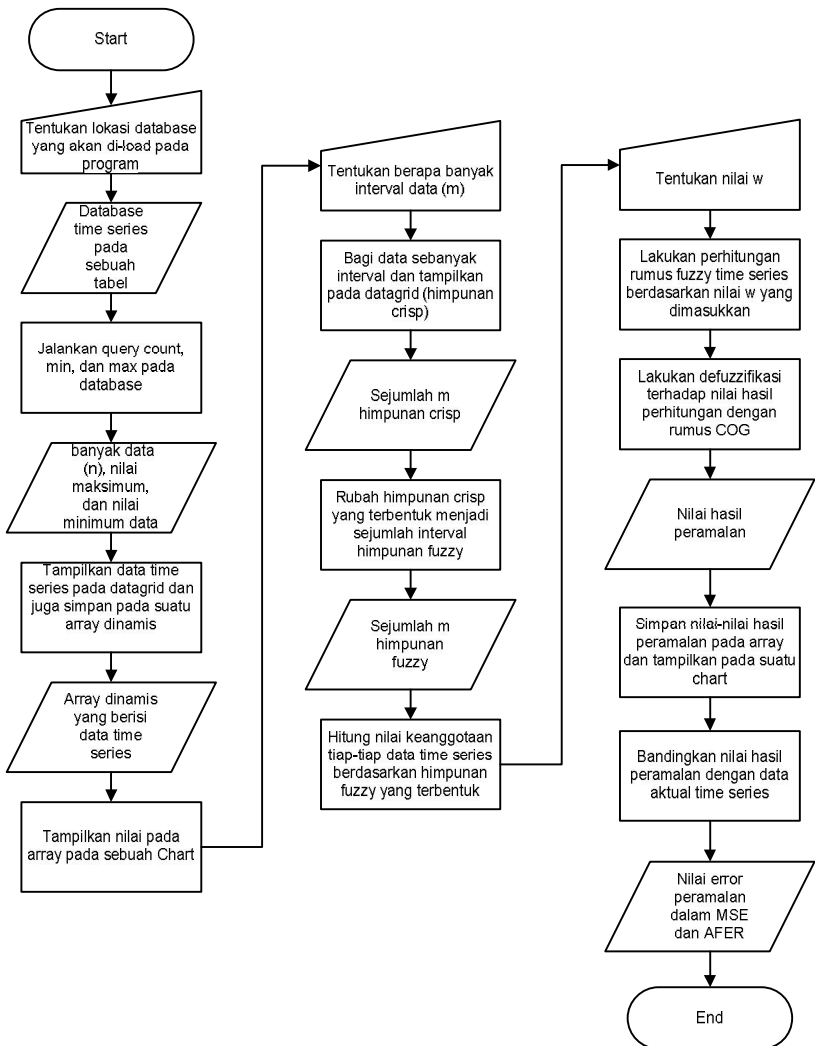 Start
Tentukan lokasi database
yang akan di-load pada
program
Database
time series
pada
sebuah
tabel
Jalankan query count,
min, dan max pada
database
banyak data
(n), nilai
maksimum,
dan nilai
minimum data
Tampilkan data time
series pada datagrid dan
juga simpan pada suatu
array dinamis
Array dinamis
yang berisi
data time
series
Tampilkan nilai pada
array pada sebuah Chart
Tentukan berapa banyak
interval data (m)
Bagi data sebanyak
interval dan tampilkan
pada datagrid (himpunan
crisp)
Sejumlah m
himpunan crisp
Rubah himpunan crisp
yang terbentuk menjadi
sejumlah interval
himpunan fuzzy
Sejumlah m
himpunan
fuzzy
Hitung nilai keanggotaan
tiap-tiap data time series
berdasarkan himpunan
fuzzy yang terbentuk
Tentukan nilai w
Lakukan perhitungan
rumus fuzzy time series
berdasarkan nilai w yang
dimasukkan
Lakukan defuzzifikasi
terhadap nilai hasil
perhitungan dengan
rumus COG
Nilai hasil
peramalan
Simpan nilai-nilai hasil
peramalan pada array
dan tampilkan pada suatu
chart
Bandingkan nilai hasil
peramalan dengan data
aktual time series
Nilai error
peramalan
dalam MSE
dan AFER
End